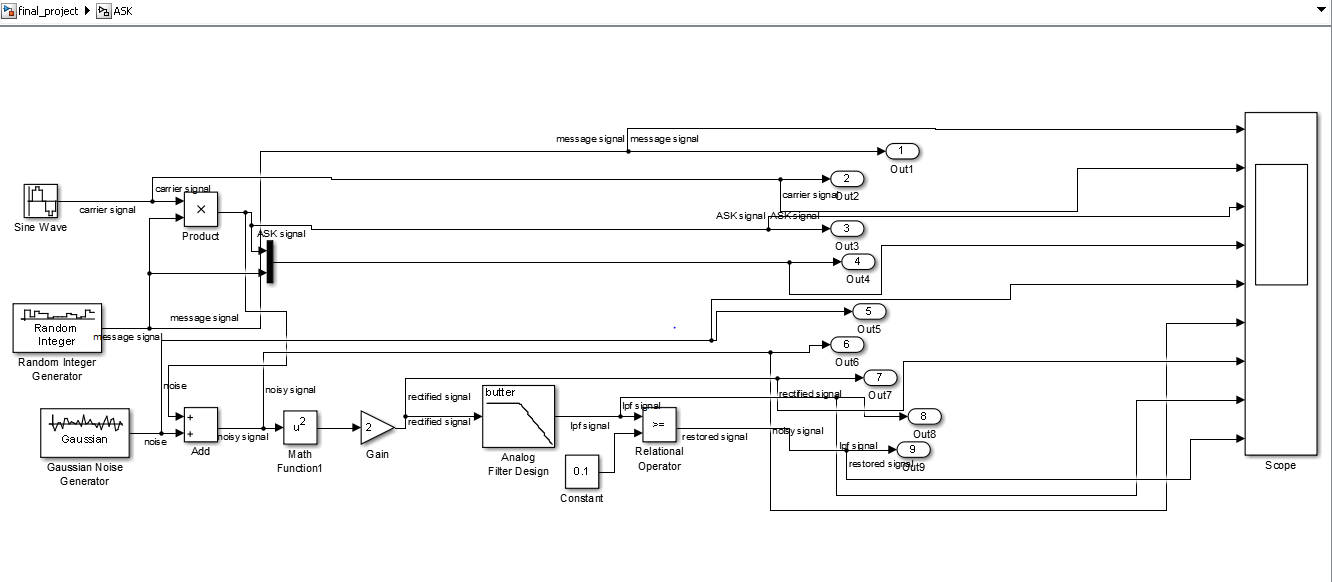 final_project ▶ ASK
message signal
message signal
1
Out1
carrier signal
carrier signal
Sine Wave
×
Product
2
Out2
carrier signal
ASK signal
ASK signal
ASK signal
3
Out3
4
Out4
message signal
message signal
Random
Integer
Random Integer
Generator
5
Out5
6
Out6
noise
noisy signal
7
Out7
rectified signal
rectified signal
rectified signal
butter
lpf signal
lpf signal
8
Out8
Gaussian
noise
Gaussian Noise
Generator
+
+
Add
noisy signal
u²
Math
Function1
2
Gain
Analog
Filter Design
>=
Relational
Operator
restored signal
noisy signal
lpf signal
9
Out9
restored signal
0.1
Constant
Scope